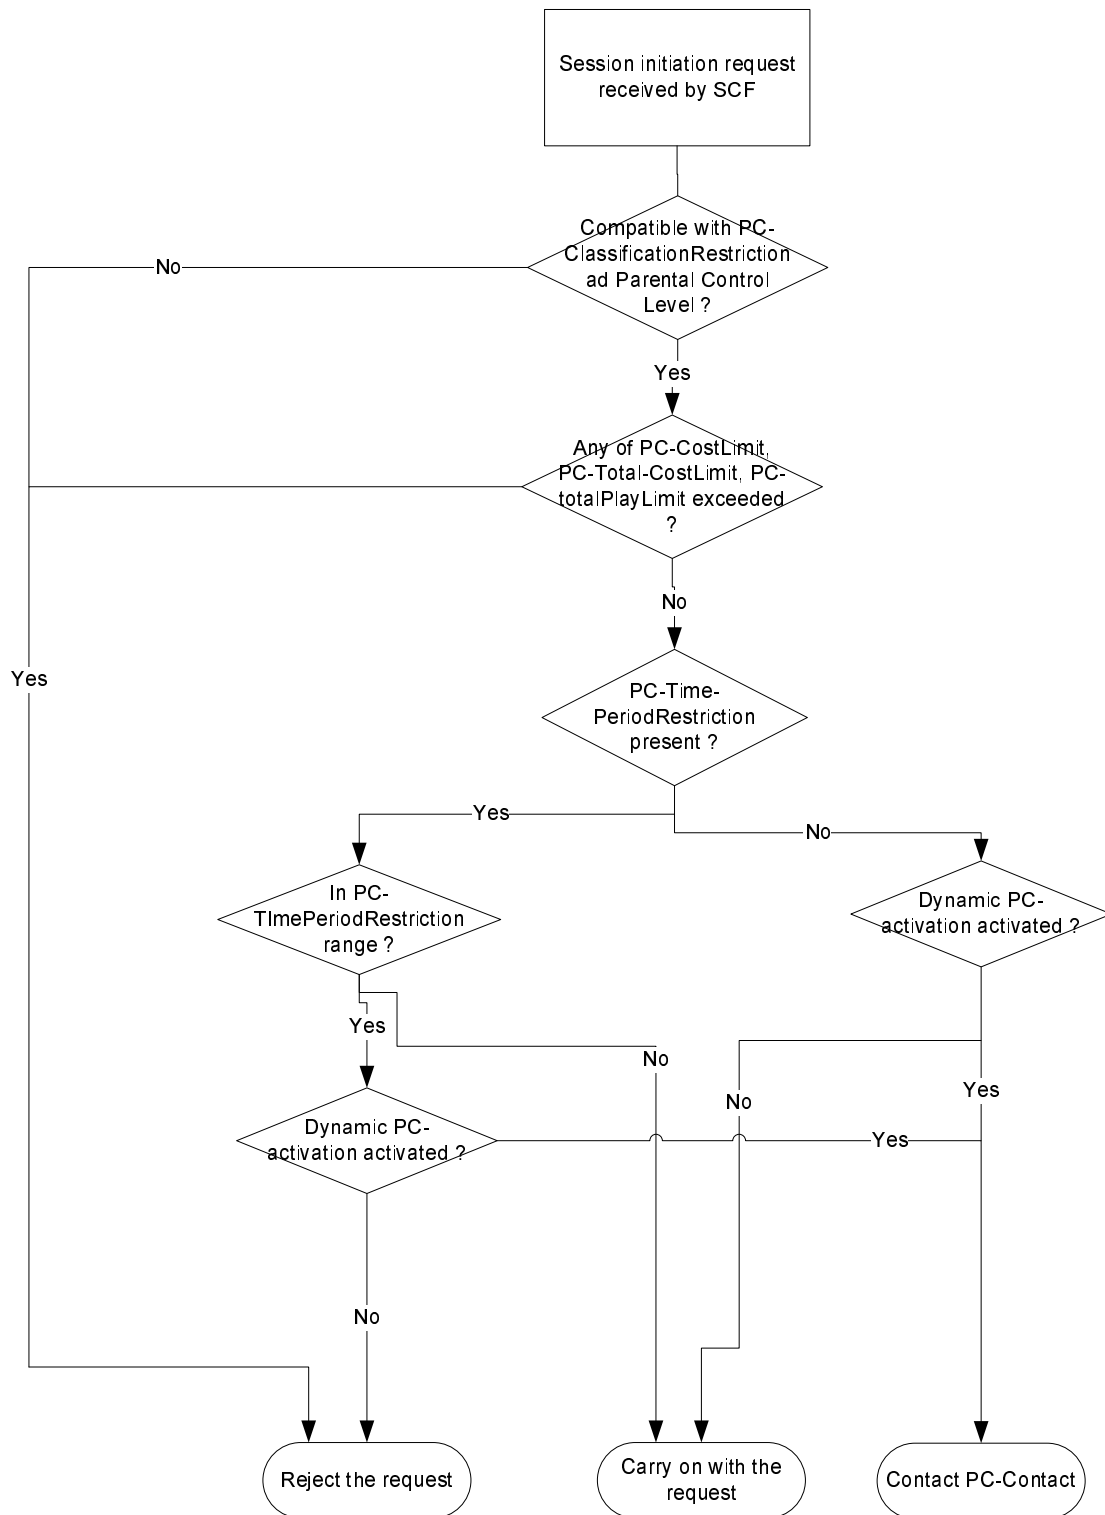 Session initiation request
received by SCF
Compatible with PC-
ClassificationRestriction
ad Parental Control
Level ?
No
Yes
Any of PC-CostLimit,
PC-Total-CostLimit, PC-
totalPlayLimit exceeded
?
No
Yes
PC-Time-
PeriodRestriction
present ?
Yes
No
In PC-
TImePeriodRestriction
range ?
Dynamic PC-
activation activated ?
Yes
No
Yes
No
Dynamic PC-
activation activated ?
Yes
No
Reject the request
Carry on with the
request
Contact PC-Contact